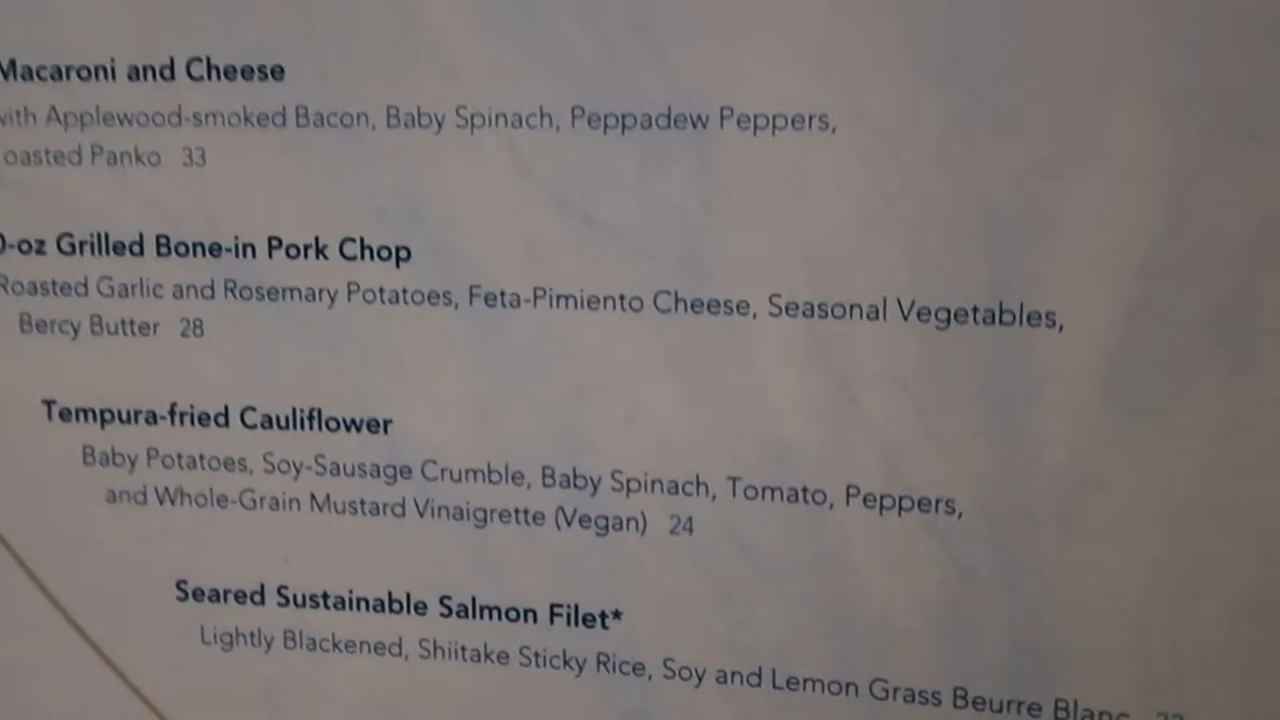 Macaroni and Cheese
with Applewood-smoked Bacon, Baby Spinach, Peppadew Peppers,
oasted Panko 33
0-oz Grilled Bone-in Pork Chop
Roasted Garlic and Rosemary Potatoes, Feta-Pimiento Cheese, Seasonal Vegetables,
Bercy Butter 28
Tempura-fried Cauliflower
Baby Potatoes, Soy-Sausage Crumble, Baby Spinach, Tomato, Peppers,
and Whole-Grain Mustard Vinaigrette (Vegan) 24
Seared Sustainable Salmon Filet*
Lightly Blackened, Shiitake Sticky Rice, Soy and Lemon Grass Beurre Blanc